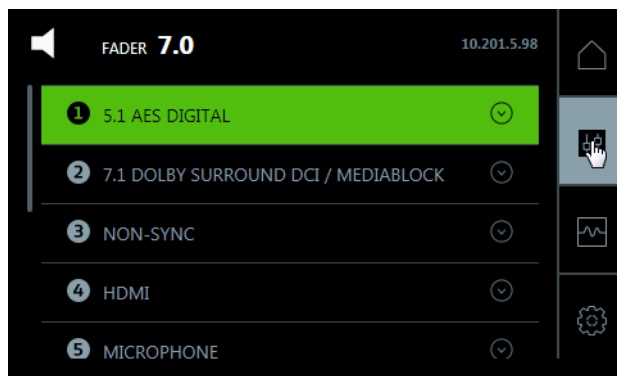 FADER 7.0 10.201.5.98
1 5.1 AES DIGITAL
2 7.1 DOLBY SURROUND DCI / MEDIABLOCK
3 NON-SYNC
4 HDMI
5 MICROPHONE